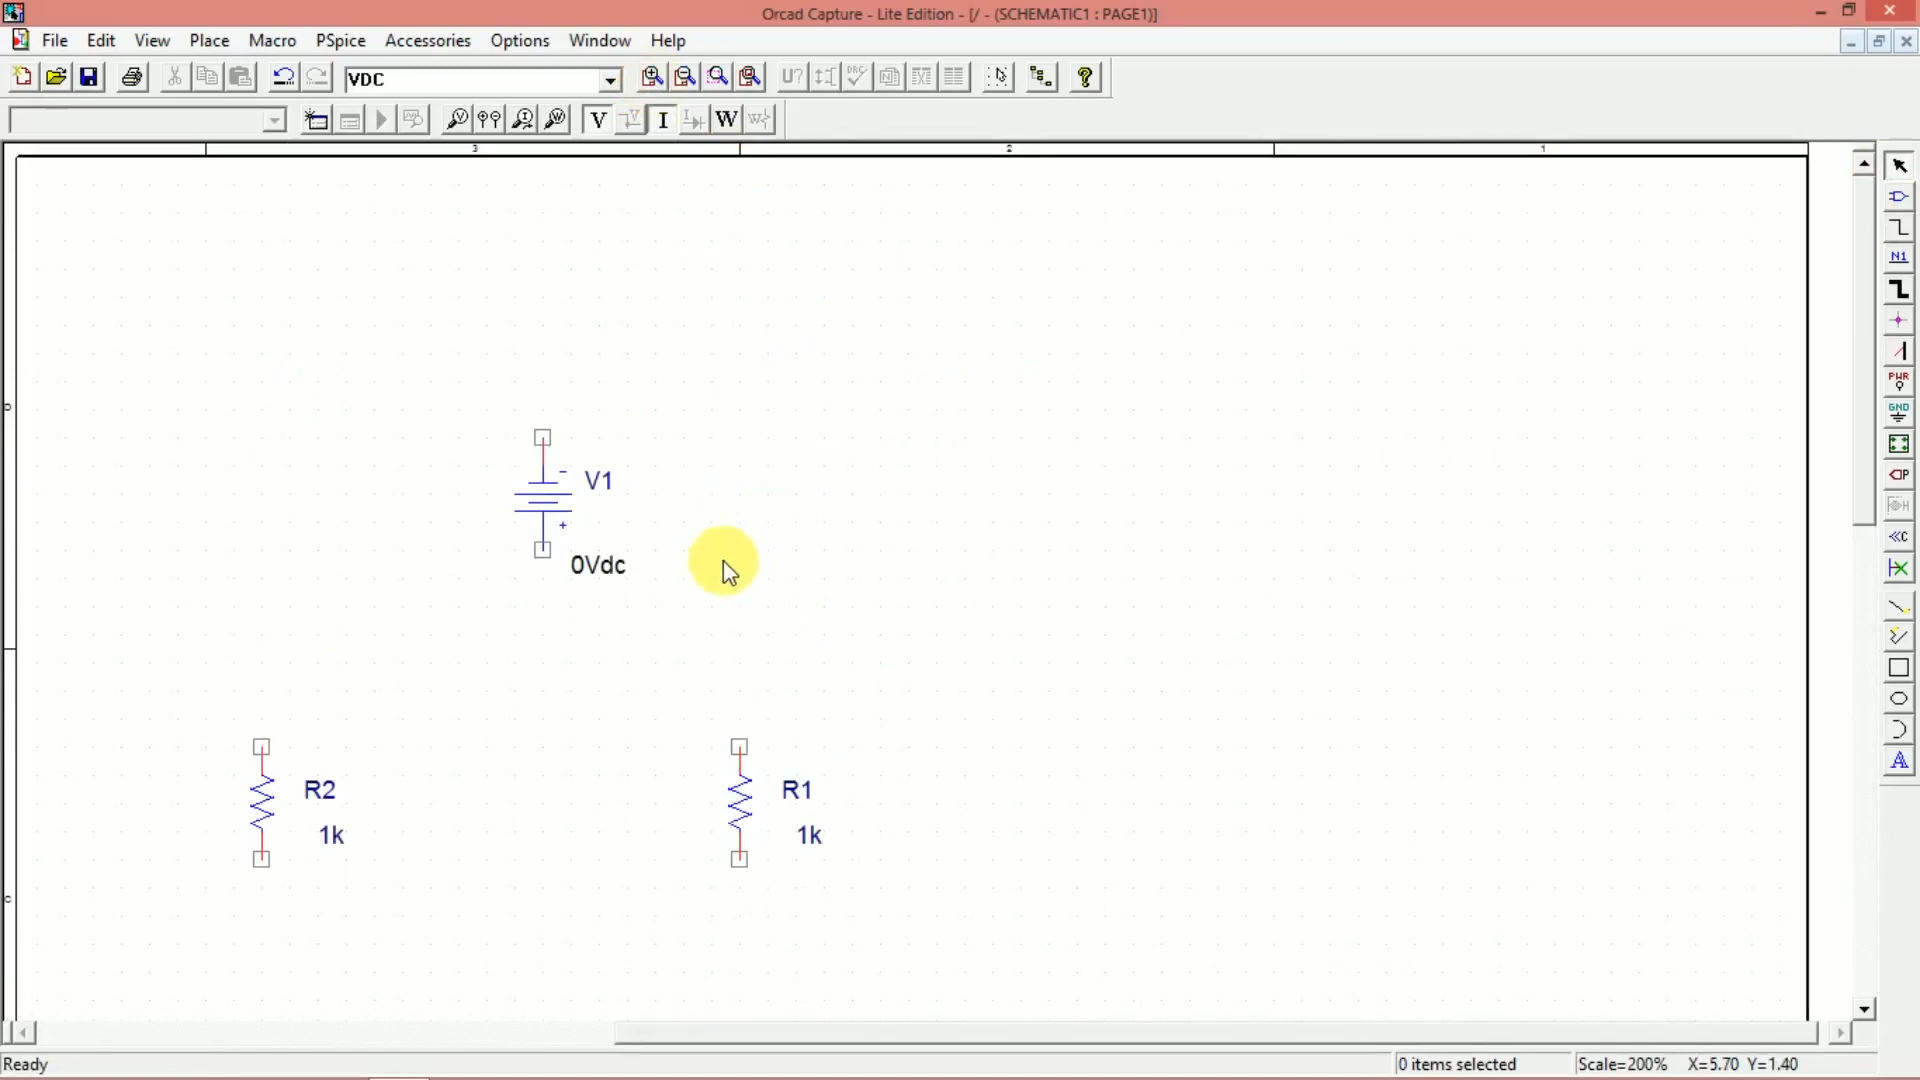 Orcad Capture - Lite Edition - [/ - (SCHEMATIC1 : PAGE1)]
File Edit View Place Macro PSpice Accessories Options Window Help
VDC
U? DRC
V V I I W W
3 2 1
N1
PWR
GND
D
V1
- 
+
0Vdc
P
H
C
R2
1k
R1
1k
C
A
Ready
0 items selected
Scale=200% X=5.70 Y=1.40